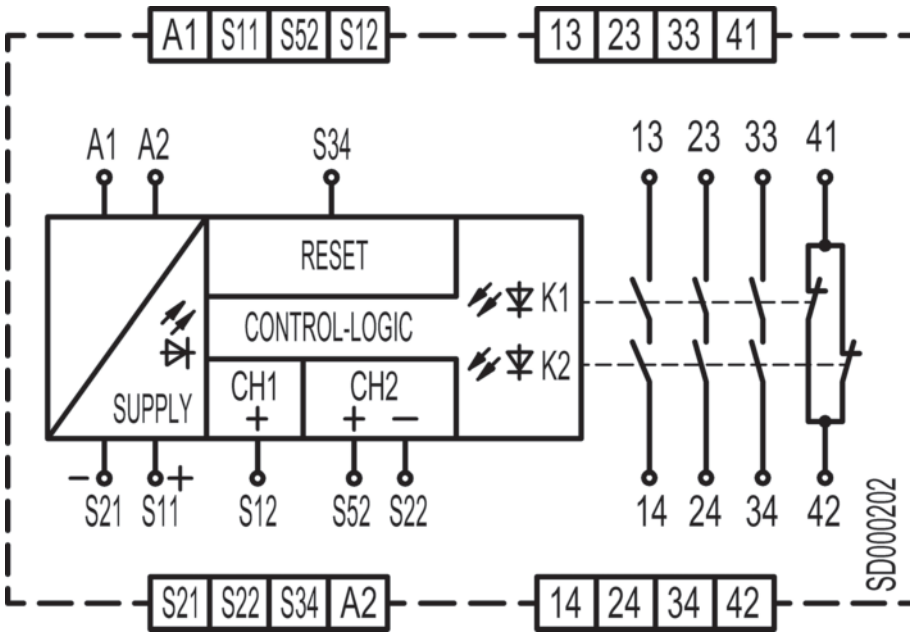 A1 S11 S52 S12 13 23 33 41
A1 A2 S34 13 23 33 41
RESET
K1
CONTROL-LOGIC
K2
CH1 CH2
SUPPLY + + −
− + 
S21 S11 S12 S52 S22 14 24 34 42
SD000202
S21 S22 S34 A2 14 24 34 42